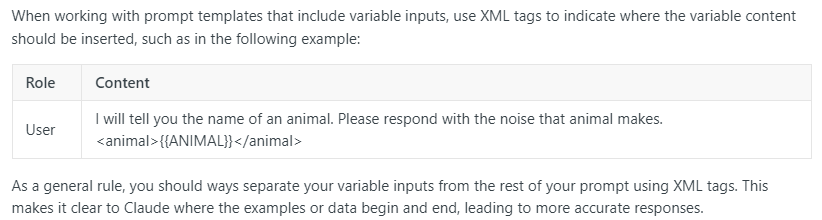 When working with prompt templates that include variable inputs, use XML tags to indicate where the variable content
should be inserted, such as in the following example:
Role Content
User I will tell you the name of an animal. Please respond with the noise that animal makes.
<animal>{{ANIMAL}}</animal>
As a general rule, you should ways separate your variable inputs from the rest of your prompt using XML tags. This
makes it clear to Claude where the examples or data begin and end, leading to more accurate responses.